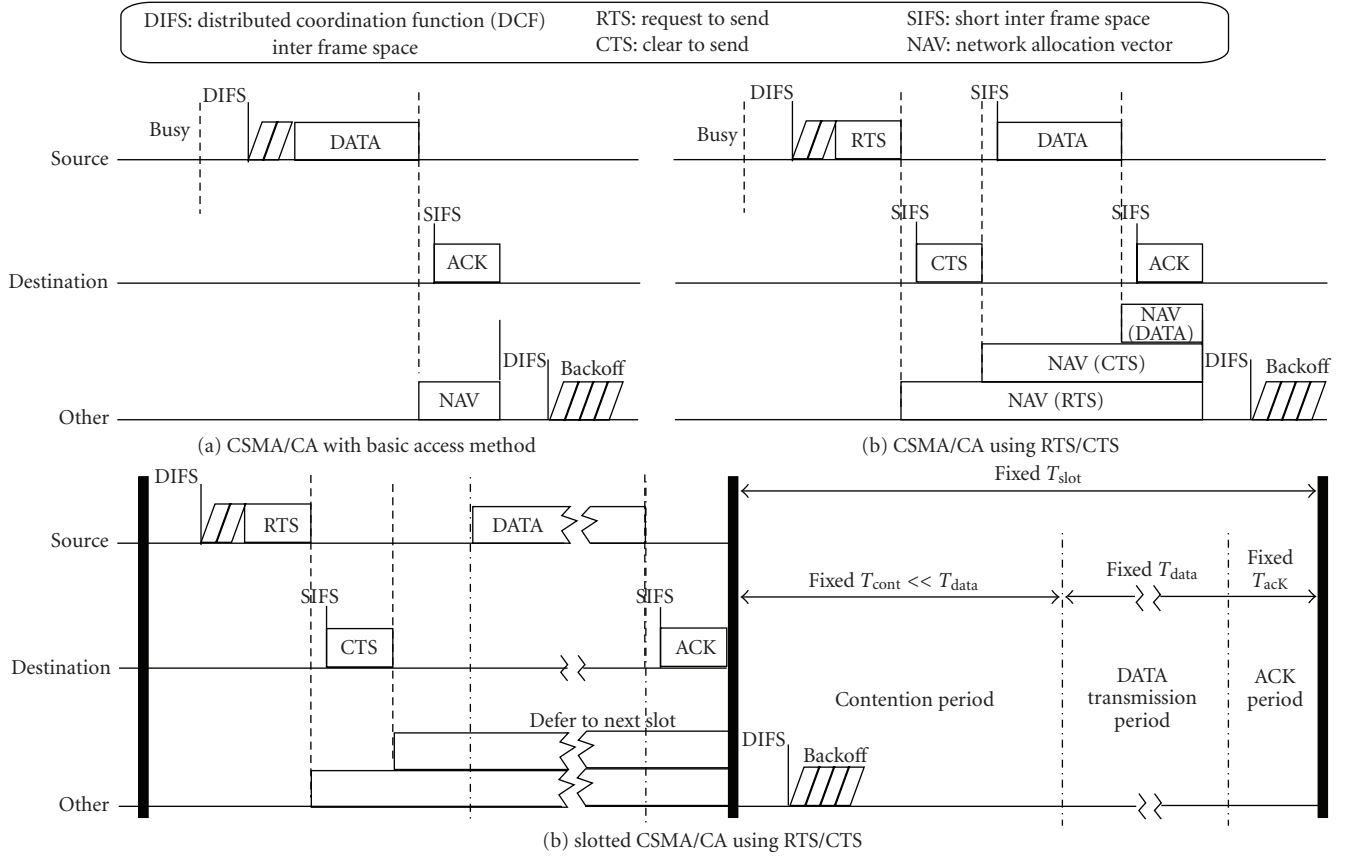 DIFS: distributed coordination function (DCF)
inter frame space
RTS: request to send
CTS: clear to send
SIFS: short inter frame space
NAV: network allocation vector
DIFS
Busy
DATA
Source
SIFS
ACK
Destination
DIFS
Backoff
NAV
Other
(a) CSMA/CA with basic access method
DIFS
SIFS
Busy
RTS
DATA
SIFS
SIFS
CTS
ACK
NAV
(DATA)
NAV (CTS)
DIFS
Backoff
NAV (RTS)
(b) CSMA/CA using RTS/CTS
DIFS
RTS
DATA
Source
SIFS
SIFS
CTS
ACK
Destination
Defer to next slot
Other
Fixed Tslot
Fixed Tcont << Tdata
Fixed Tdata
Fixed
TacK
Contention period
DATA
transmission
period
ACK
period
DIFS
Backoff
(b) slotted CSMA/CA using RTS/CTS